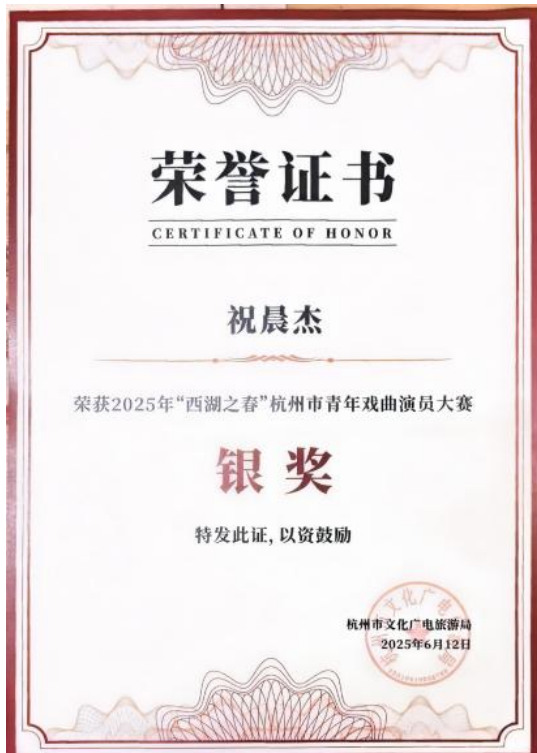 荣誉证书
CERTIFICATE OF HONOR
祝晨杰
荣获2025年“西湖之春”杭州市青年戏曲演员大赛
银奖
特发此证,以资鼓励
杭州市文化广电旅游局
2025年6月12日